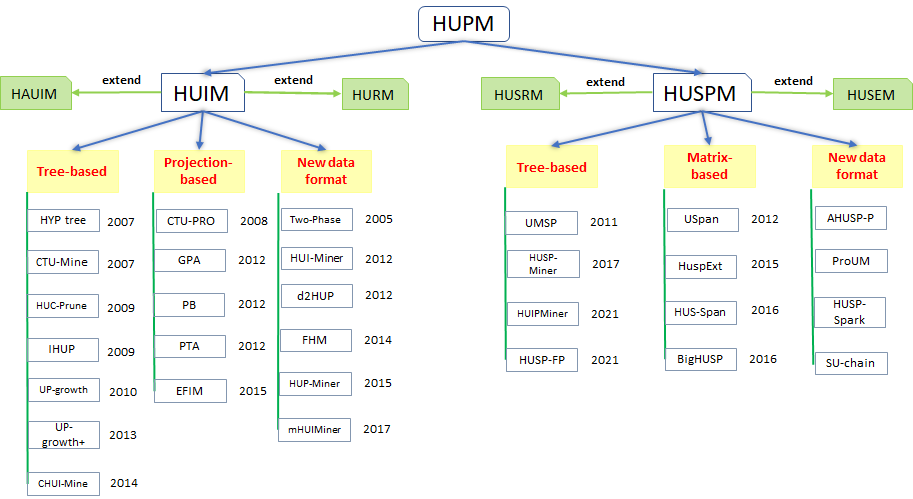 HUPM
HAUIM
extend
HUIM
extend
HURM
HUSRM
extend
HUSPM
extend
HUSEM
Tree-based
HYP tree 2007
CTU-Mine 2007
HUC-Prune 2009
IHUP 2009
UP-growth 2010
UP-
growth+ 2013
CHUI-Mine 2014
Projection-
based
CTU-PRO 2008
GPA 2012
PB 2012
PTA 2012
EFIM 2015
New data
format
Two-Phase 2005
HUI-Miner 2012
d2HUP 2012
FHM 2014
HUP-Miner 2015
mHUIMiner 2017
Tree-based
UMSP 2011
HUSP-
Miner 2017
HUIPMiner 2021
HUSP-FP 2021
Matrix-
based
USpan 2012
HuspExt 2015
HUS-Span 2016
BigHUSP 2016
New data
format
AHUSP-P
ProUM
HUSP-
Spark
SU-chain